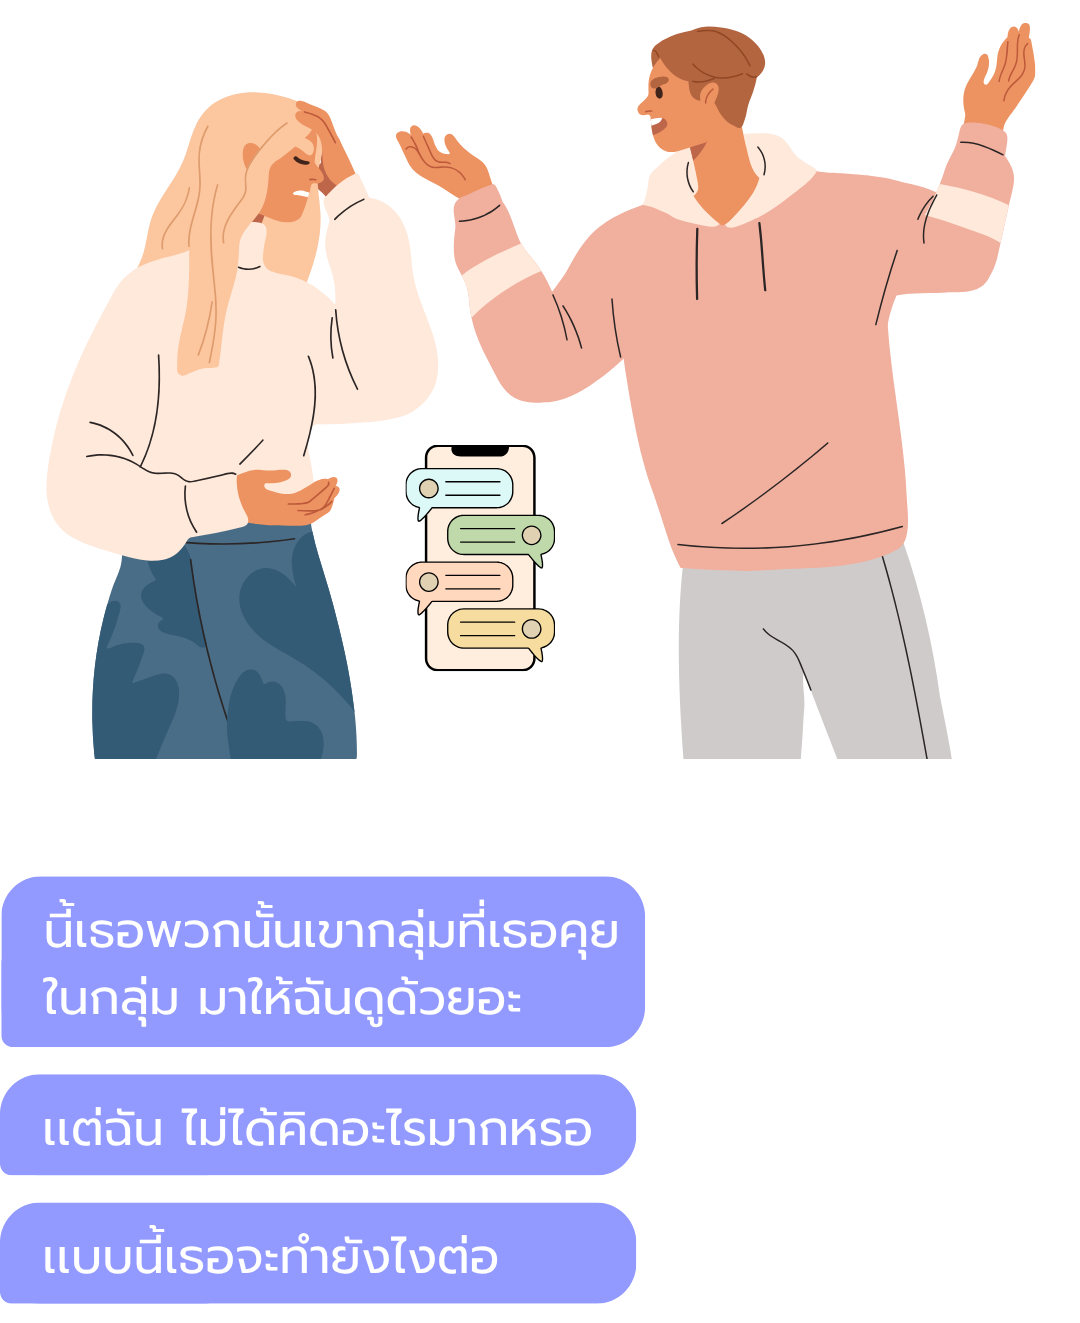 นี้เธอพวกนั้นเขากลุ่มที่เธอคุย
ในกลุ่ม มาให้ฉันดูด้วยอะ
แต่ฉัน ไม่ได้คิดอะไรมากหรอ
แบบนี้เธอจะทำยังไงต่อ